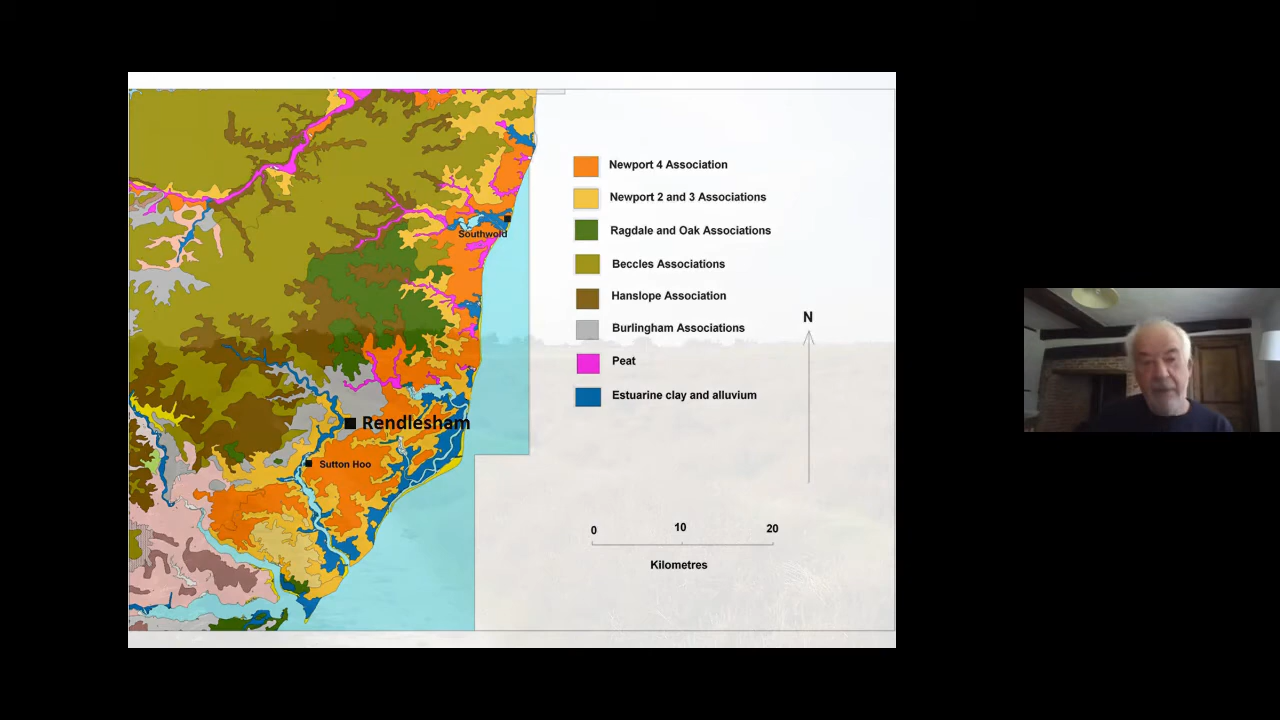 Newport 4 Association
Newport 2 and 3 Associations
Ragdale and Oak Associations
Southwold
Beccles Associations
Hanslope Association
N
Burlingham Associations
Peat
Estuarine clay and alluvium
Rendlesham
Sutton Hoo
0 10 20
Kilometres